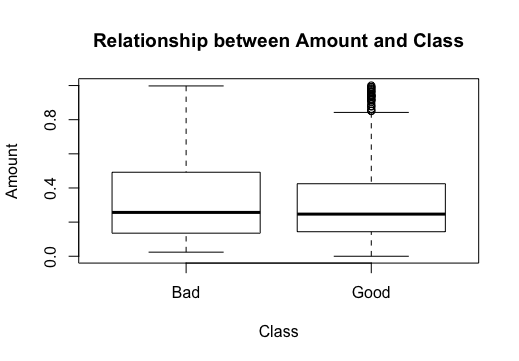 Relationship between Amount and Class
Amount
0.8
0.4
0.0
Bad Good
Class